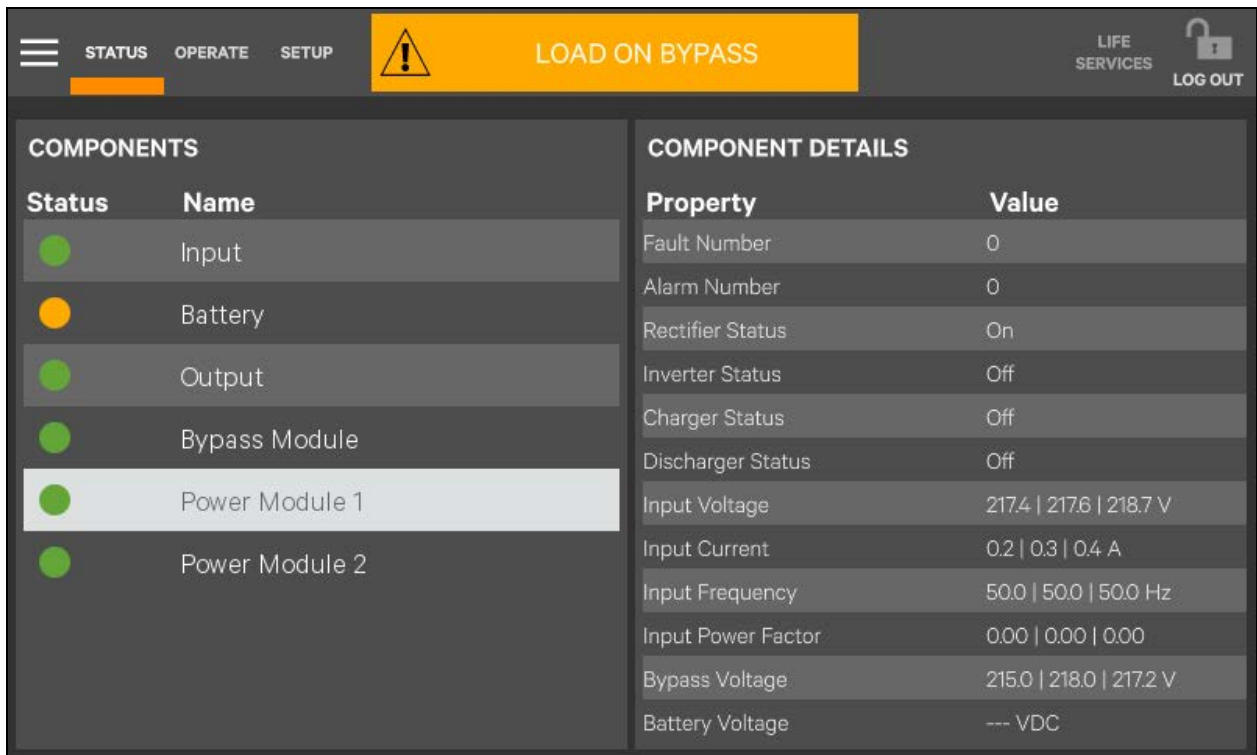 STATUS OPERATE SETUP LOAD ON BYPASS LIFE SERVICES LOG OUT
COMPONENTS
Status Name
Input
Battery
Output
Bypass Module
Power Module 1
Power Module 2
COMPONENT DETAILS
Property Value
Fault Number 0
Alarm Number 0
Rectifier Status On
Inverter Status Off
Charger Status Off
Discharger Status Off
Input Voltage 217.4 | 217.6 | 218.7 V
Input Current 0.2 | 0.3 | 0.4 A
Input Frequency 50.0 | 50.0 | 50.0 Hz
Input Power Factor 0.00 | 0.00 | 0.00
Bypass Voltage 215.0 | 218.0 | 217.2 V
Battery Voltage --- VDC